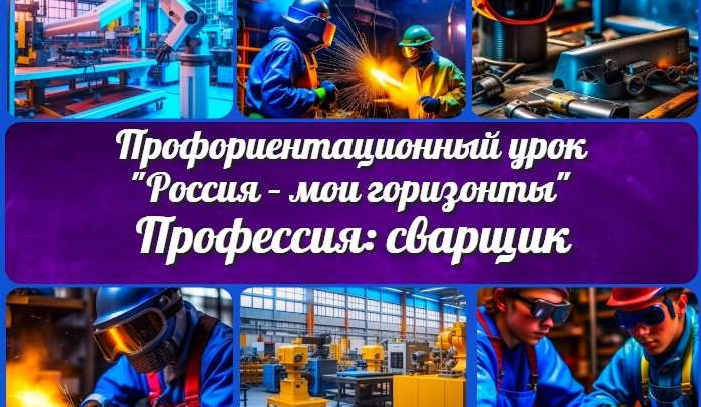 Профориентационный урок
"Россия – мои горизонты"
Профессия: сварщик